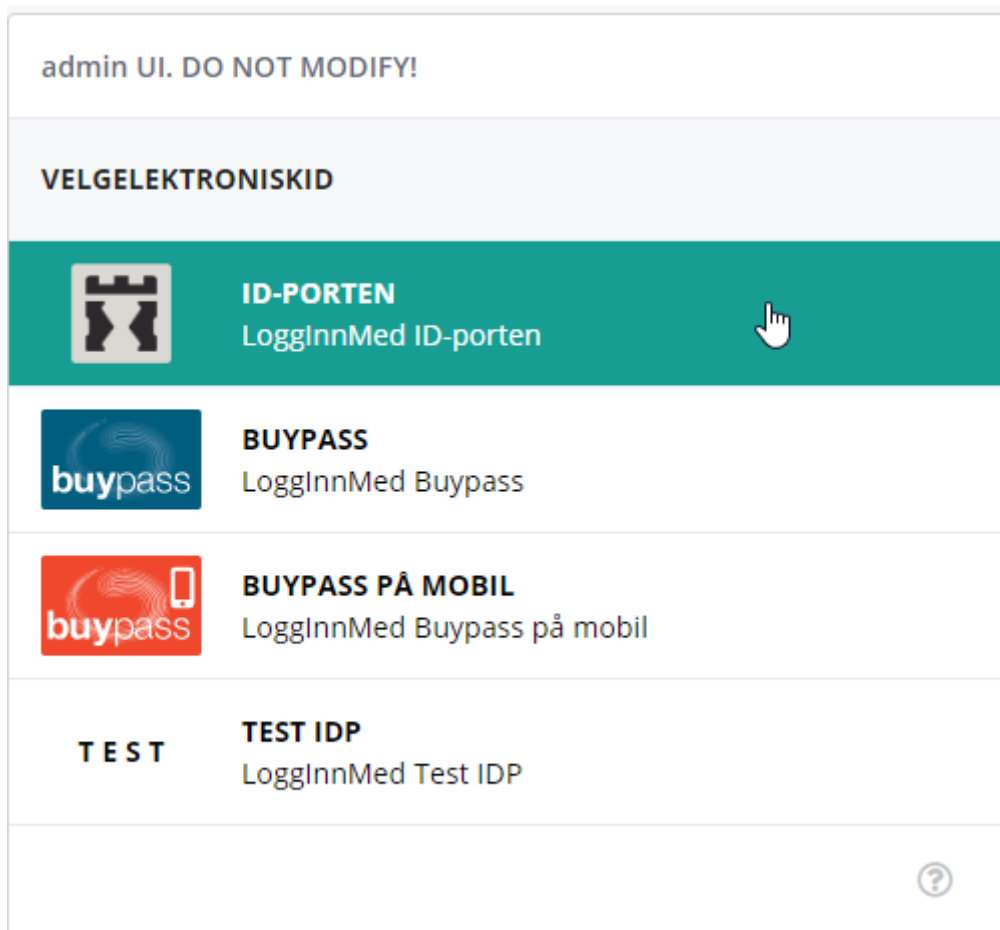 admin UI. DO NOT MODIFY!
VELGELEKTRONISKID
ID-PORTEN
LoggInnMed ID-porten
buypass
BUYPASS
LoggInnMed Buypass
buypass
BUYPASS PÅ MOBIL
LoggInnMed Buypass på mobil
TEST
TEST IDP
LoggInnMed Test IDP
?